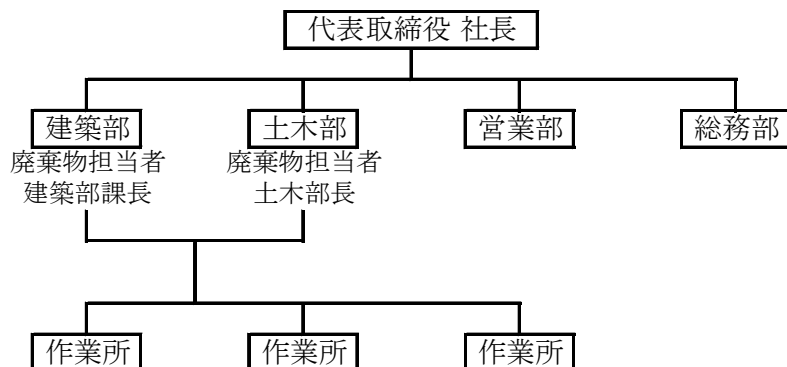 代表取締役 社長
建築部
土木部
営業部
総務部
廃棄物担当者
廃棄物担当者
建築部課長
土木部長
作業所
作業所
作業所